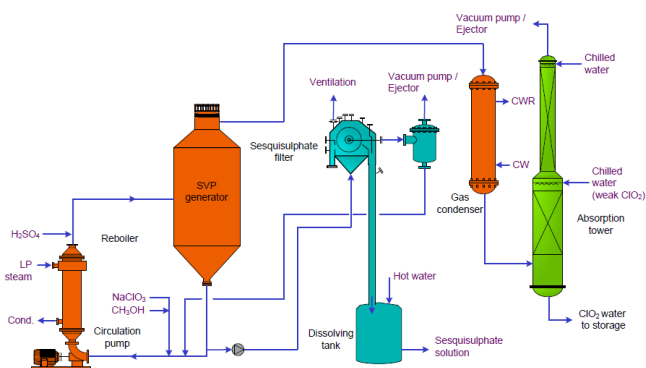 Vacuum pump /
Ejector
Chilled
water
Ventilation
Vacuum pump /
Ejector
CWR
Sesquisulphate
filter
SVP
generator
CW
Chilled
water
(weak ClO₂)
Gas
condenser
Absorption
tower
H₂SO₄
Reboiler
LP
steam
NaClO₃
CH₃OH
Hot water
Cond.
Circulation
pump
Dissolving
tank
Sesquisulphate
solution
ClO₂ water
to storage